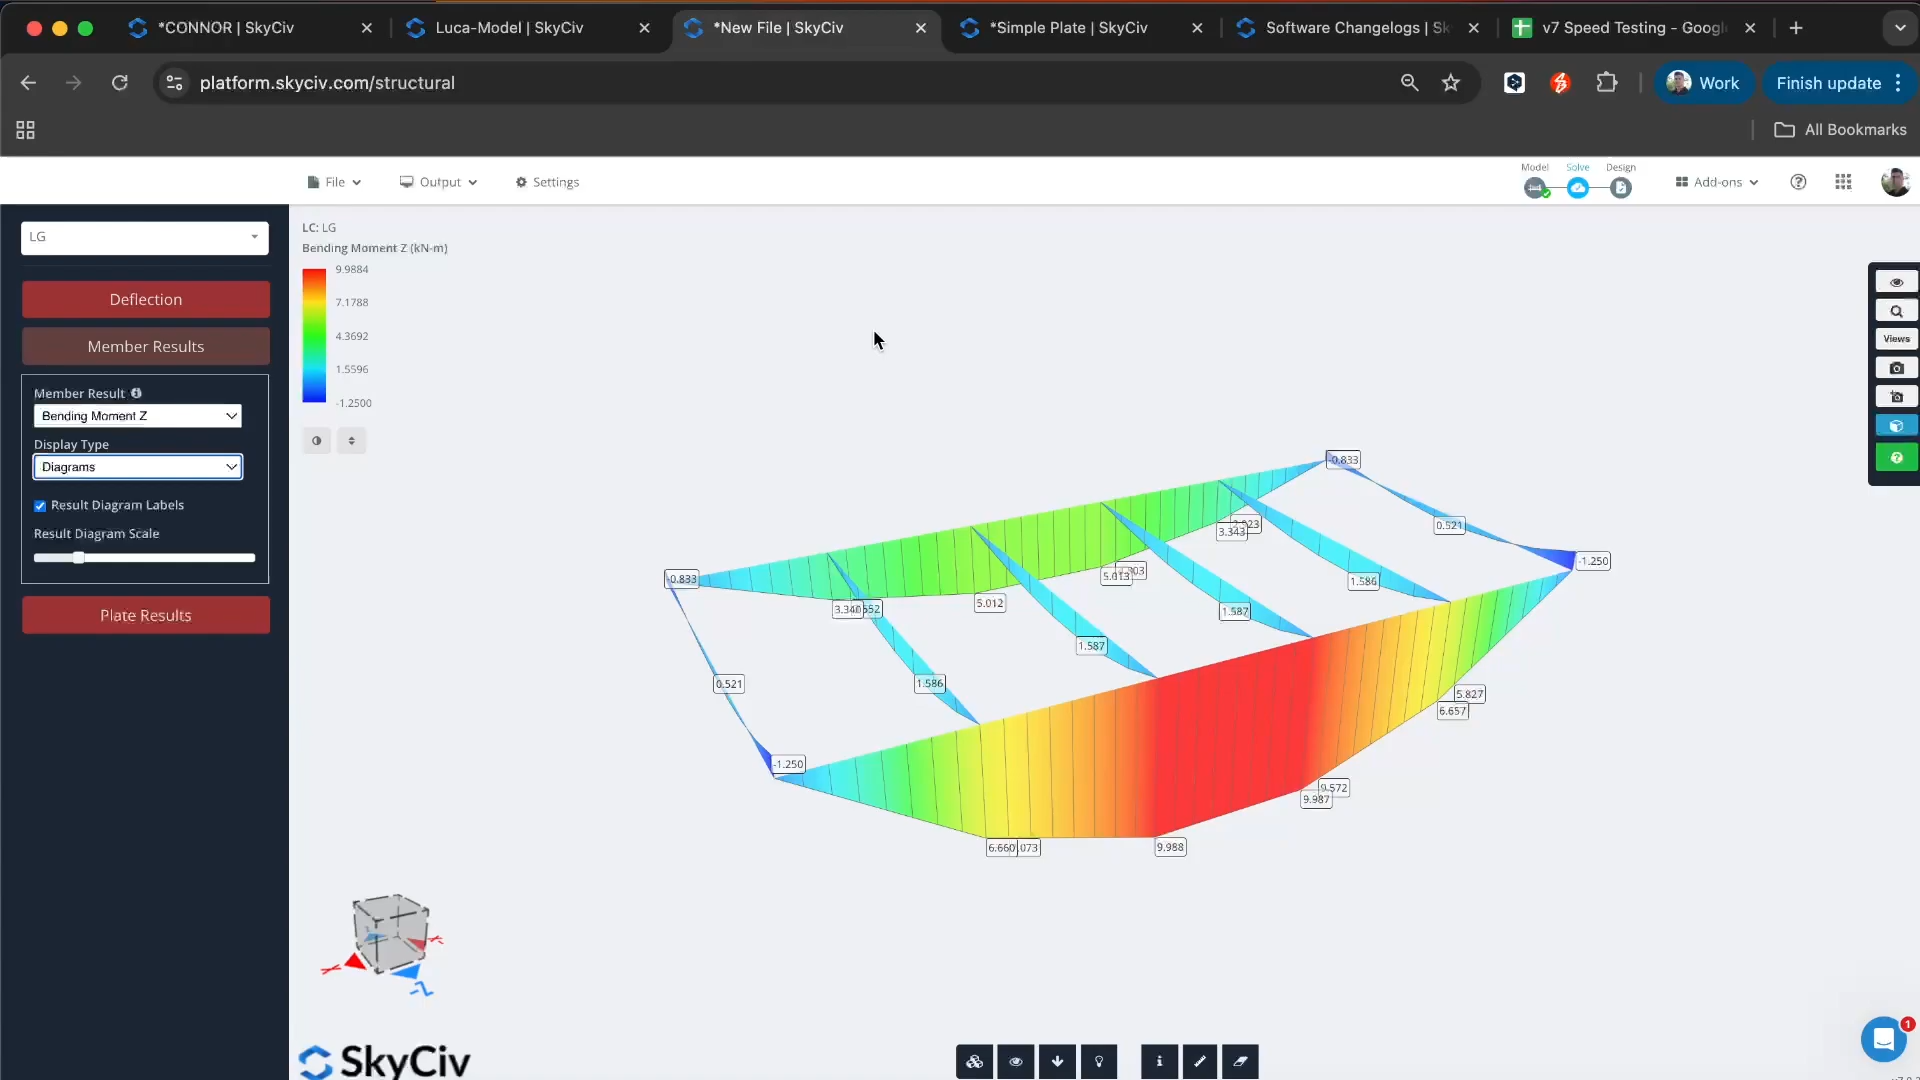 *CONNOR | SkyCiv
Luca-Model | SkyCiv
*New File | SkyCiv
*Simple Plate | SkyCiv
Software Changelogs | Sk
v7 Speed Testing - Googl
platform.skyciv.com/structural
Work
Finish update
All Bookmarks
File
Output
Settings
Model
Solve
Design
Add-ons
LG
LC: LG
Bending Moment Z (kN-m)
9.9884
7.1788
4.3692
1.5596
-1.2500
Deflection
Member Results
Member Result
Bending Moment Z
Display Type
Diagrams
Result Diagram Labels
Result Diagram Scale
Plate Results
Views
-0.833
0.521
-1.250
3.343
5.013
1.586
-0.833
3.340
5.012
1.587
1.587
0.521
1.586
5.827
6.657
-1.250
9.572
9.987
6.660
9.988
SkyCiv
1